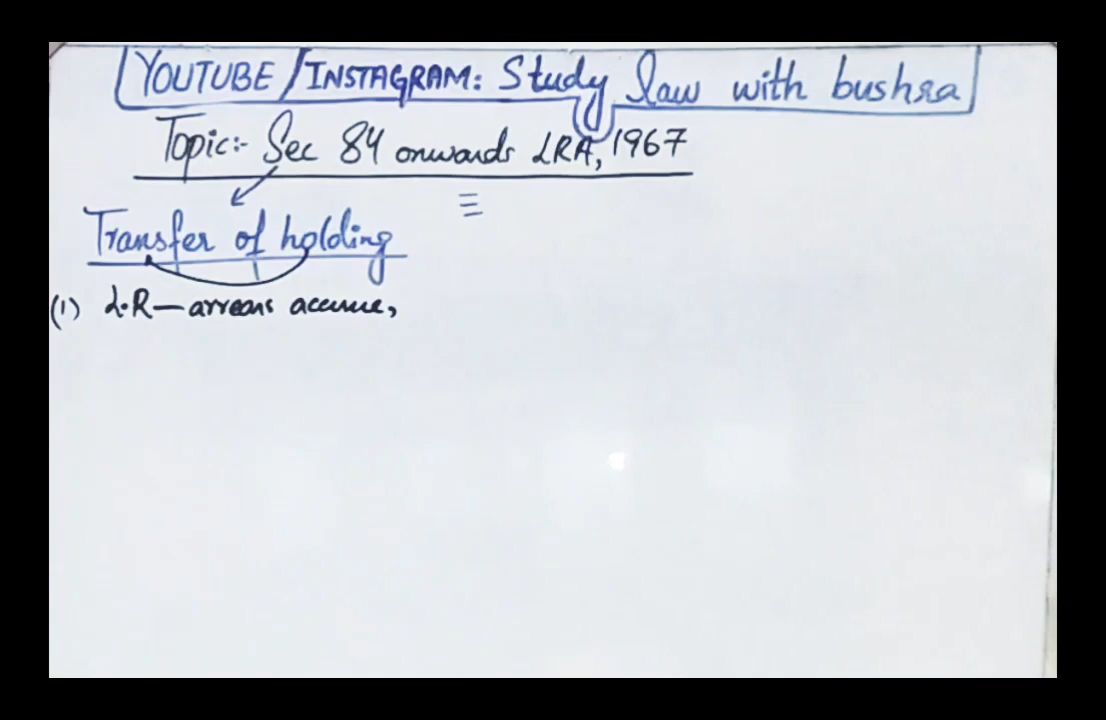 YOUTUBE / INSTAGRAM: Study law with bushra
Topic:- Sec 84 onwards LRA, 1967
Transfer of holding
(1) L.R — arrears accrue,